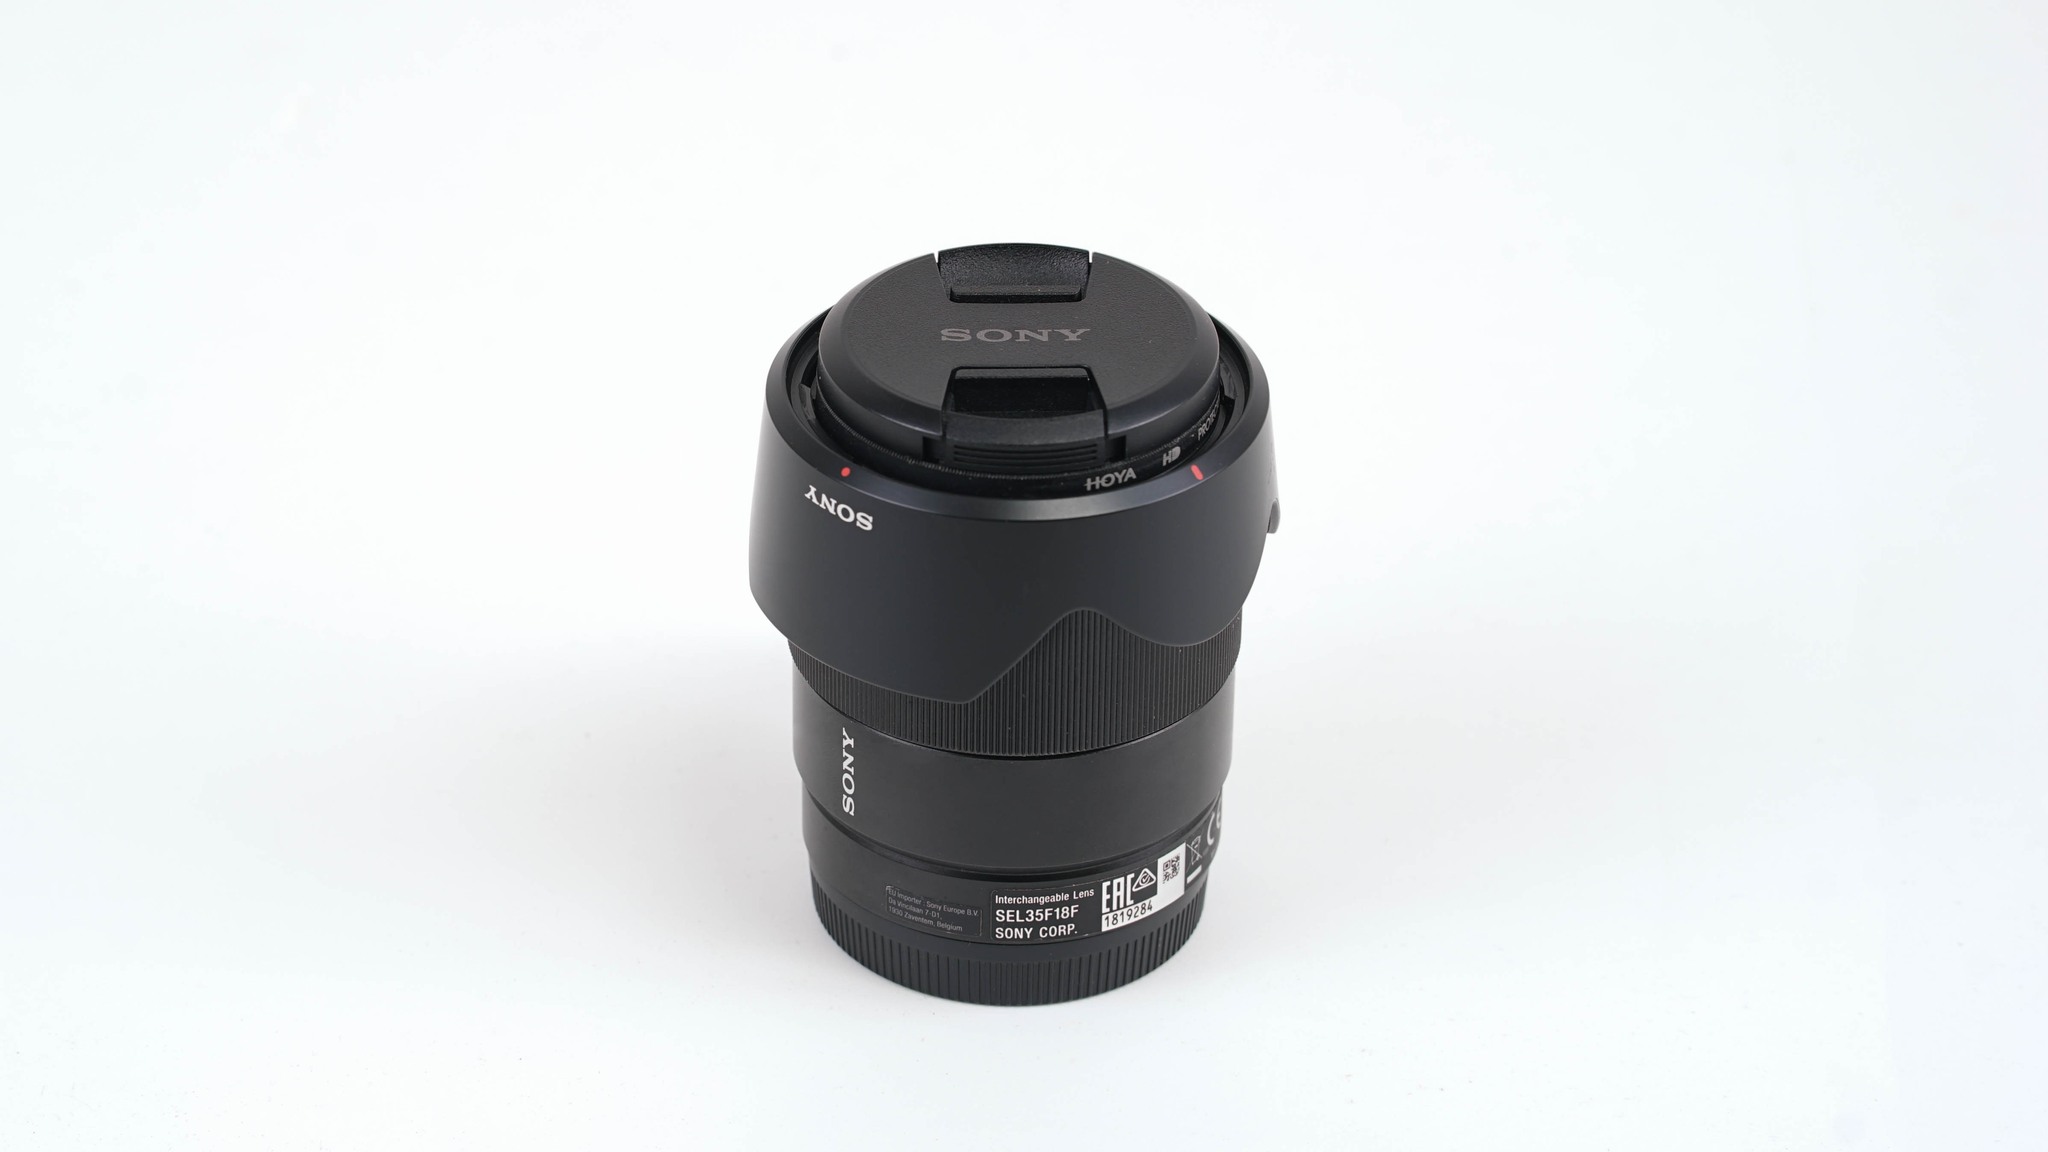 SONY
HOYA HD PROTEC
SONY
SONY
EU Importer : Sony Europe B.V.
Da Vincilaan 7-D1,
1930 Zaventem, Belgium
Interchangeable Lens
SEL35F18F
SONY CORP.
EAC
1819284
CE